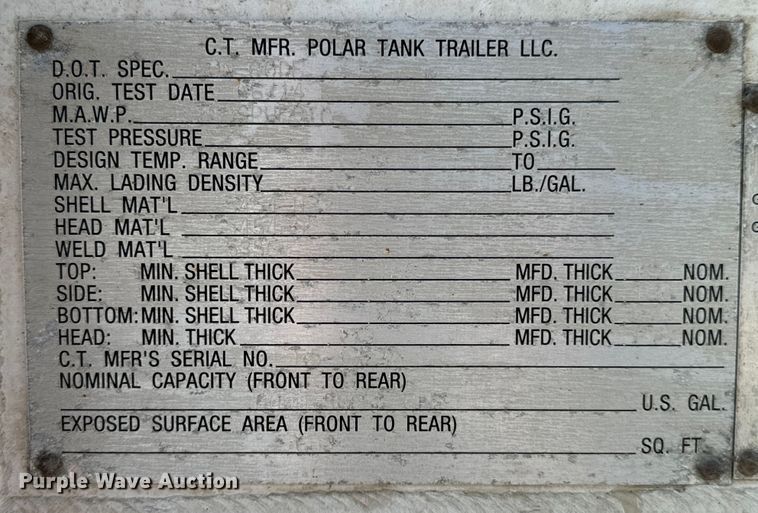 C.T. MFR. POLAR TANK TRAILER LLC.
D.O.T. SPEC.
ORIG. TEST DATE
M.A.W.P. P.S.I.G.
TEST PRESSURE P.S.I.G.
DESIGN TEMP. RANGE TO
MAX. LADING DENSITY LB./GAL.
SHELL MAT'L
HEAD MAT'L
WELD MAT'L
TOP: MIN. SHELL THICK MFD. THICK NOM.
SIDE: MIN. SHELL THICK MFD. THICK NOM.
BOTTOM: MIN. SHELL THICK MFD. THICK NOM.
HEAD: MIN. THICK MFD. THICK NOM.
C.T. MFR'S SERIAL NO.
NOMINAL CAPACITY (FRONT TO REAR)
U.S. GAL.
EXPOSED SURFACE AREA (FRONT TO REAR)
SQ. FT.
Purple Wave Auction